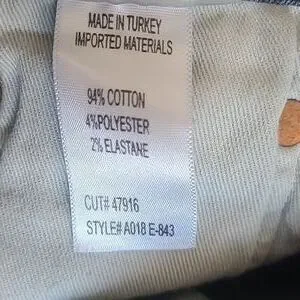 MADE IN TURKEY
IMPORTED MATERIALS
94% COTTON
4%POLYESTER
2% ELASTANE
CUT# 47916
STYLE# A018 E-843